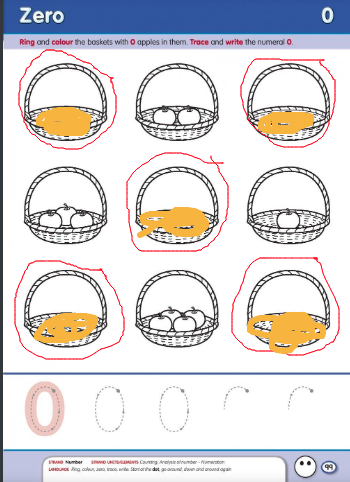 Zero 0
Ring and colour the baskets with 0 apples in them. Trace and write the numeral 0.
0
STRAND Number STRAND UNITS/ELEMENTS Counting, Analysis of number – Numeration
LANGUAGE Ring, colour, zero, trace, write. Start at the dot, go around, down and around again
99